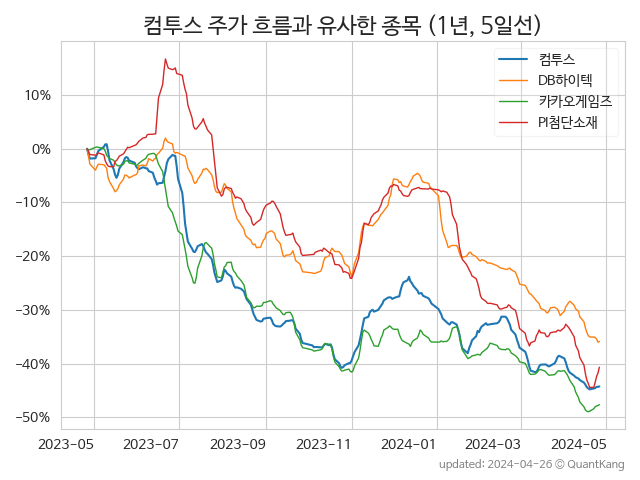 컴투스 주가 흐름과 유사한 종목 (1년, 5일선)
컴투스
DB하이텍
카카오게임즈
PI첨단소재
10%
0%
−10%
−20%
−30%
−40%
−50%
2023-05 2023-07 2023-09 2023-11 2024-01 2024-03 2024-05
updated: 2024-04-26 © QuantKang